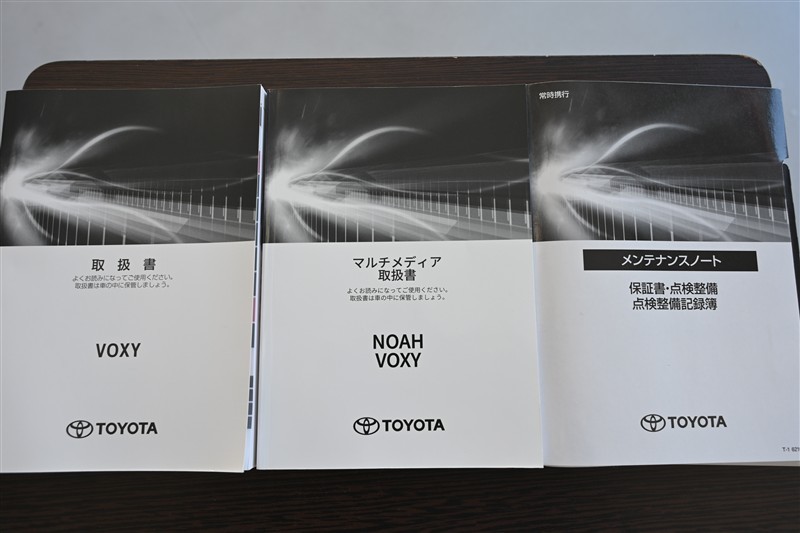 取扱書
よくお読みになってご使用ください。
取扱書は車の中に保管しましょう。
VOXY
TOYOTA
マルチメディア
取扱書
よくお読みになってご使用ください。
取扱書は車の中に保管しましょう。
NOAH
VOXY
TOYOTA
常時携行
メンテナンスノート
保証書・点検整備
点検整備記録簿
TOYOTA